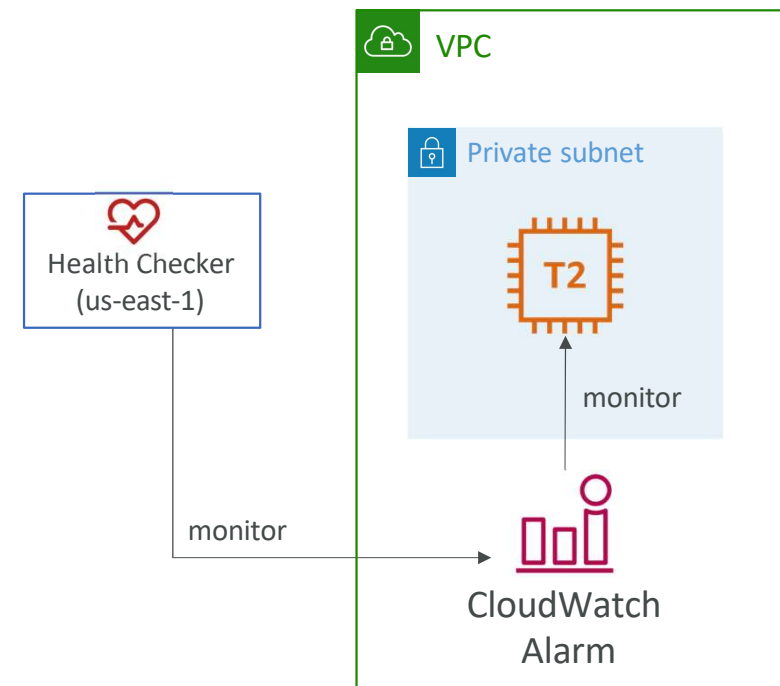 VPC
Private subnet
Health Checker
(us-east-1)
T2
monitor
monitor
CloudWatch
Alarm